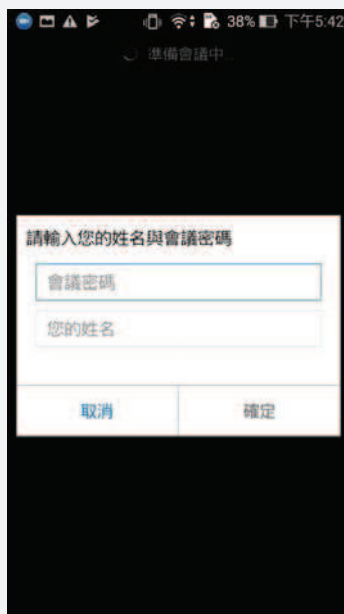 38% 下午5:42
準備會議中...
請輸入您的姓名與會議密碼
會議密碼
您的姓名
取消 確定